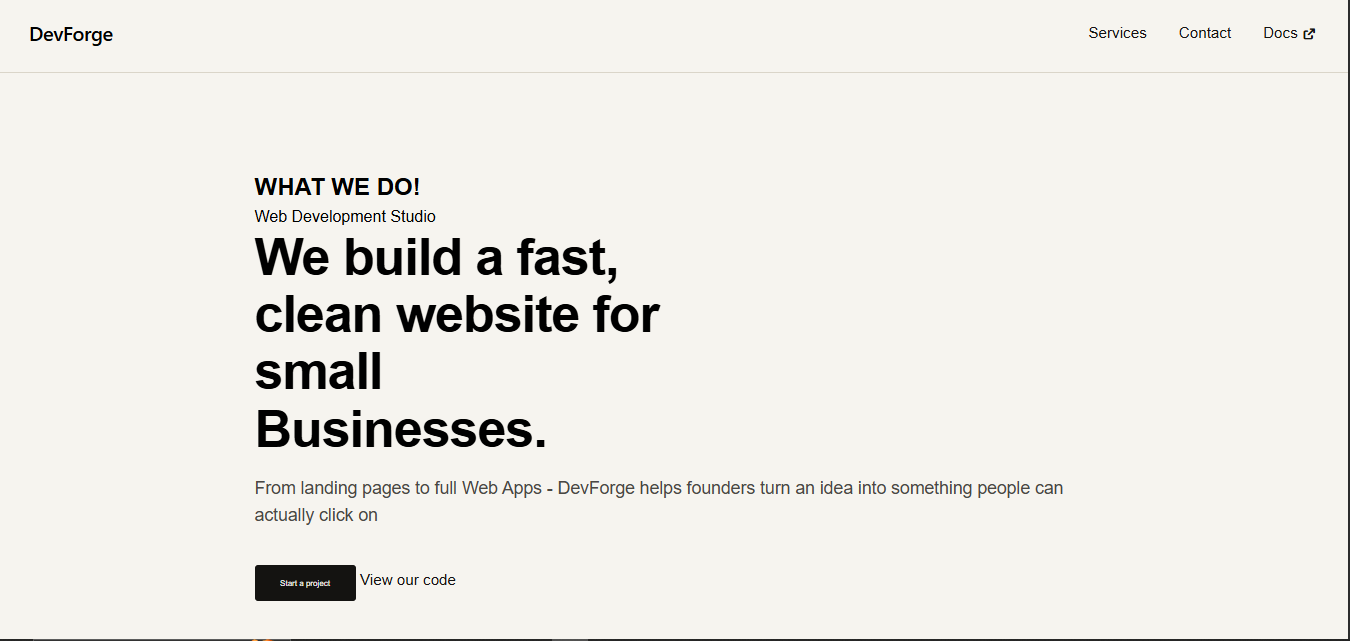 DevForge
Services
Contact
Docs
WHAT WE DO!
Web Development Studio
We build a fast,
clean website for
small
Businesses.
From landing pages to full Web Apps - DevForge helps founders turn an idea into something people can
actually click on
Start a project
View our code